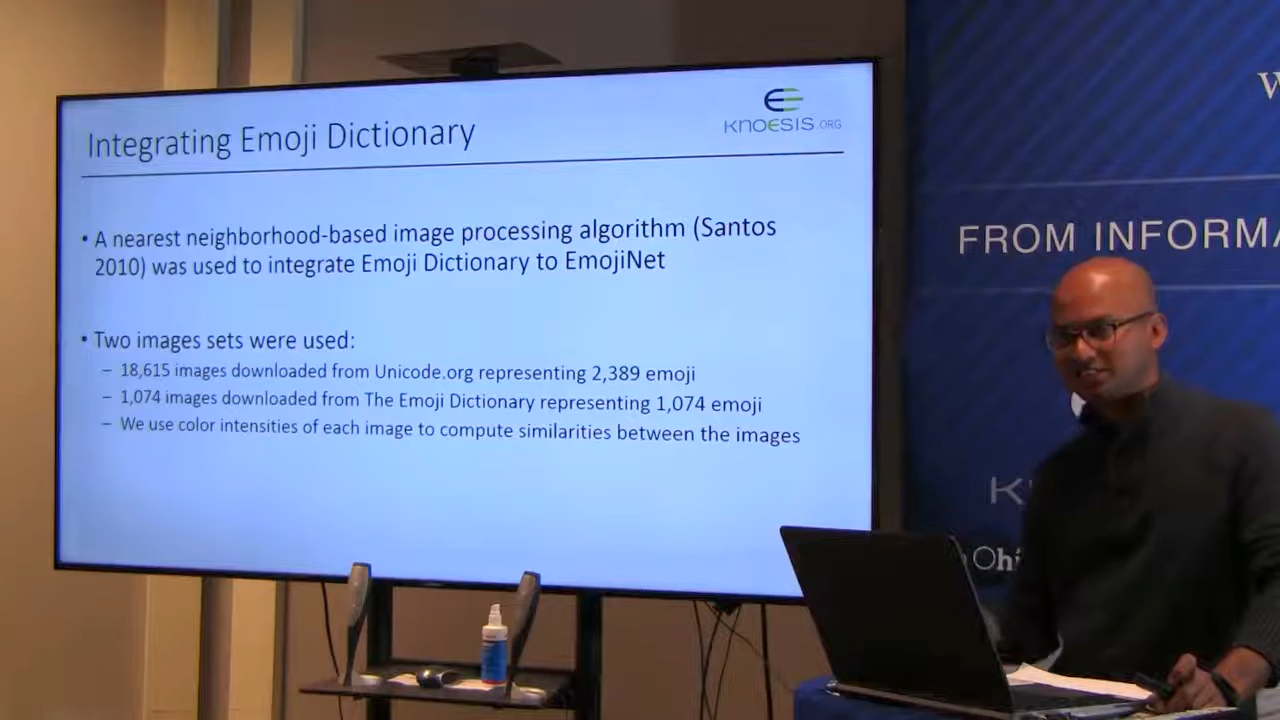 Integrating Emoji Dictionary
KNOESIS.ORG
• A nearest neighborhood-based image processing algorithm (Santos
2010) was used to integrate Emoji Dictionary to EmojiNet
• Two images sets were used:
– 18,615 images downloaded from Unicode.org representing 2,389 emoji
– 1,074 images downloaded from The Emoji Dictionary representing 1,074 emoji
– We use color intensities of each image to compute similarities between the images
W
FROM INFORMA
K
Ohi